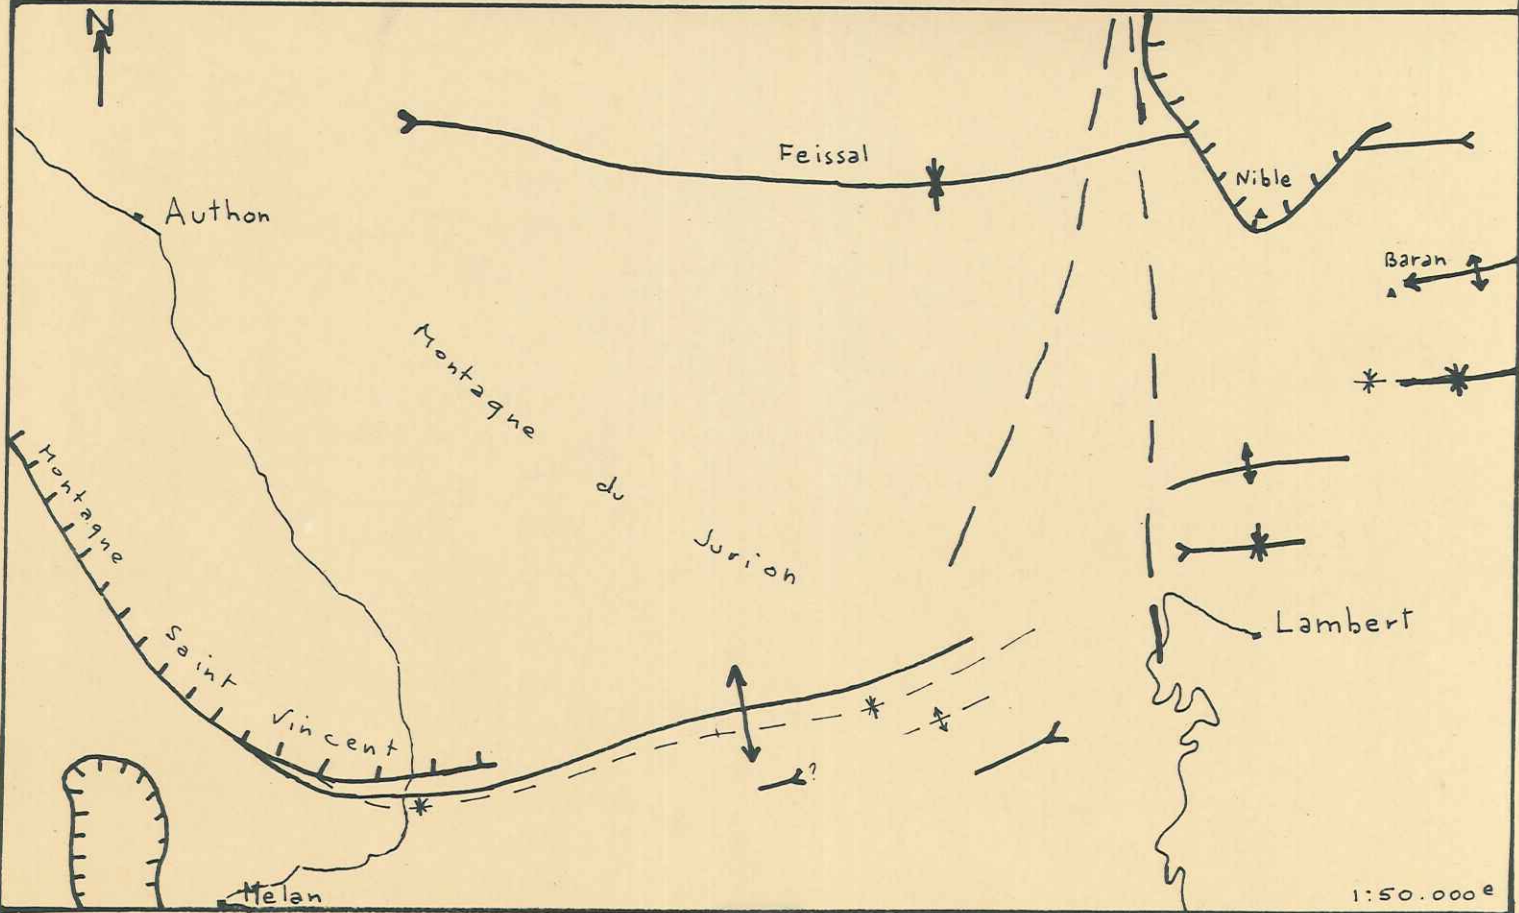 N
Feissal
Nible
Authon
Baran
Montagne
du
Jurion
Montagne
Saint
Vincent
Lambert
?
Melan
1:50.000e